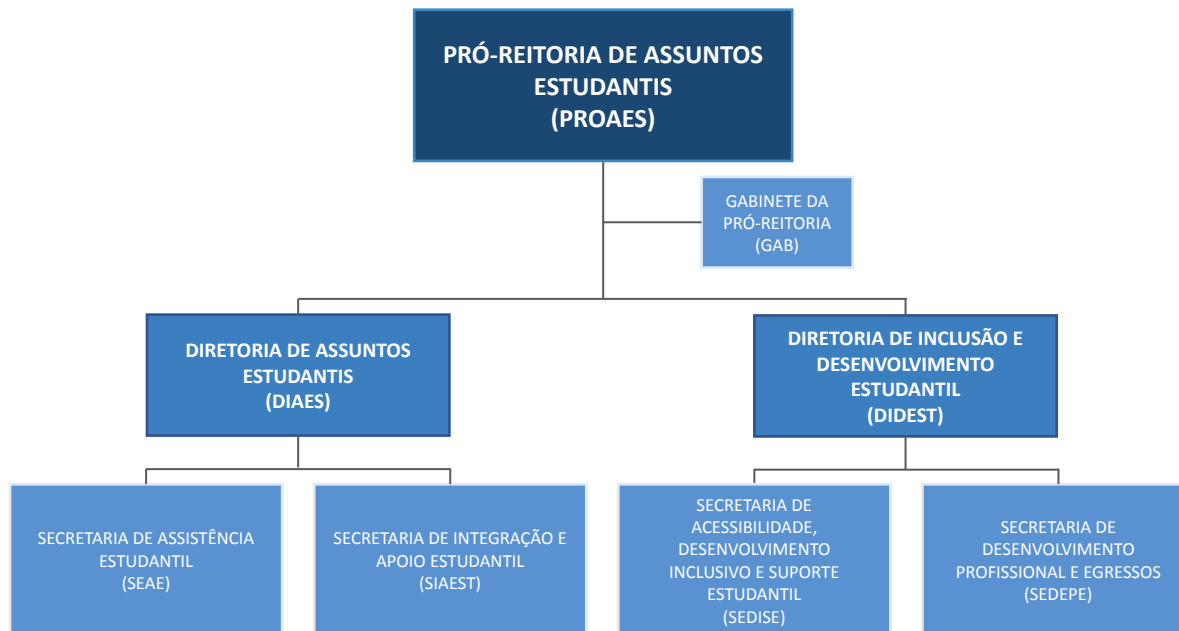 PRÓ-REITORIA DE ASSUNTOS
ESTUDANTIS
(PROAES)
GABINETE DA
PRÓ-REITORIA
(GAB)
DIRETORIA DE ASSUNTOS
ESTUDANTIS
(DIAES)
DIRETORIA DE INCLUSÃO E
DESENVOLVIMENTO
ESTUDANTIL
(DIDEST)
SECRETARIA DE ASSISTÊNCIA
ESTUDANTIL
(SEAE)
SECRETARIA DE INTEGRAÇÃO E
APOIO ESTUDANTIL
(SIAEST)
SECRETARIA DE
ACESSIBILIDADE,
DESENVOLVIMENTO
INCLUSIVO E SUPORTE
ESTUDANTIL
(SEDISE)
SECRETARIA DE
DESENVOLVIMENTO
PROFISSIONAL E EGRESSOS
(SEDEPE)